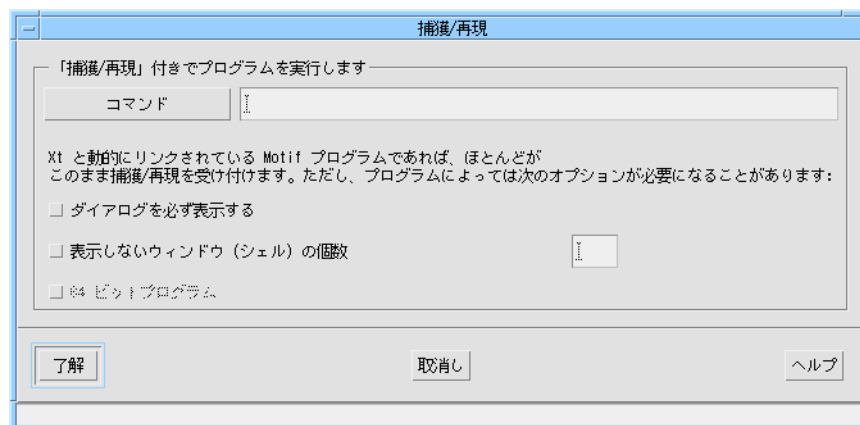 捕獲/再現
「捕獲/再現」付きでプログラムを実行します
コマンド
Xt と動的にリンクされている Motif プログラムであれば、ほとんどが
このまま捕獲/再現を受け付けます。ただし、プログラムによっては次のオプションが必要になることがあります:
ダイアログを必ず表示する
表示しないウィンドウ（シェル）の個数
64 ビットプログラム
了解
取消し
ヘルプ